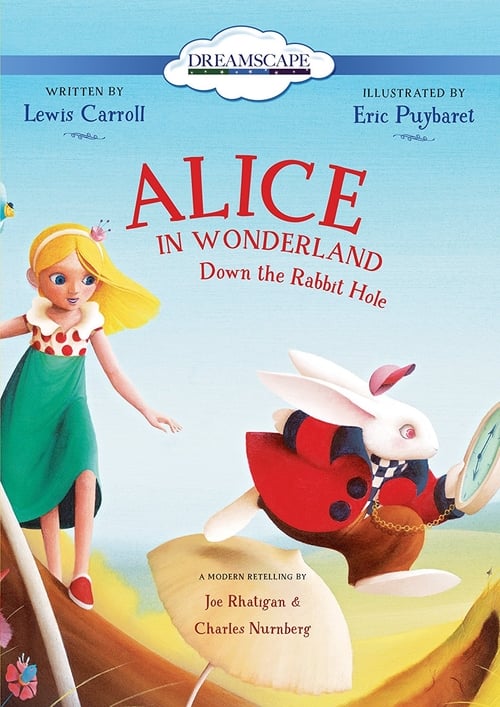 DREAMSCAPE
WRITTEN BY
Lewis Carroll
ILLUSTRATED BY
Eric Puybaret
ALICE
IN WONDERLAND
Down the Rabbit Hole
A MODERN RETELLING BY
Joe Rhatigan &
Charles Nurnberg